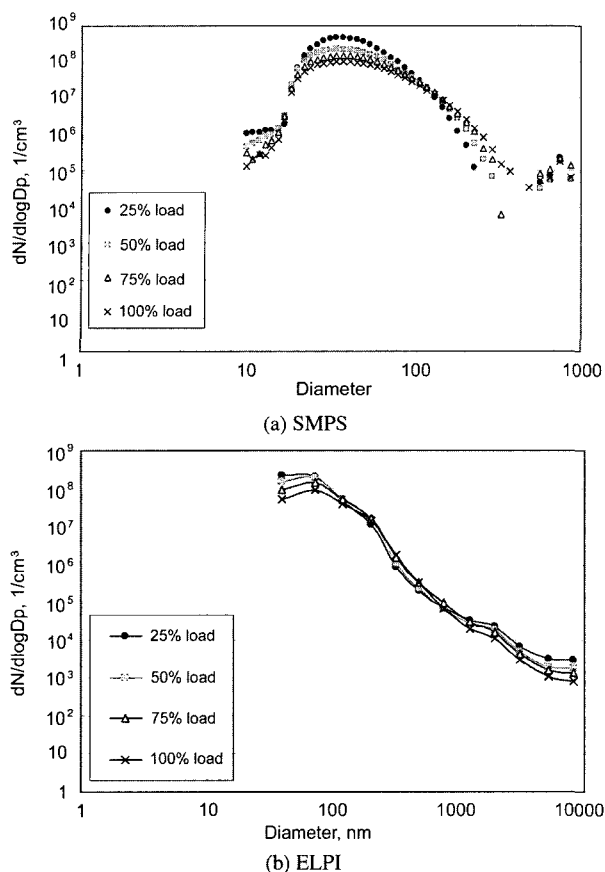 10⁹
10⁸
10⁷
10⁶
10⁵
10⁴
10³
10²
10
1
dN/dlogDp, 1/cm³
25% load
50% load
75% load
100% load
1 10 100 1000
Diameter
(a) SMPS
10⁹
10⁸
10⁷
10⁶
10⁵
10⁴
10³
10²
10
1
dN/dlogDp, 1/cm³
25% load
50% load
75% load
100% load
1 10 100 1000 10000
Diameter, nm
(b) ELPI